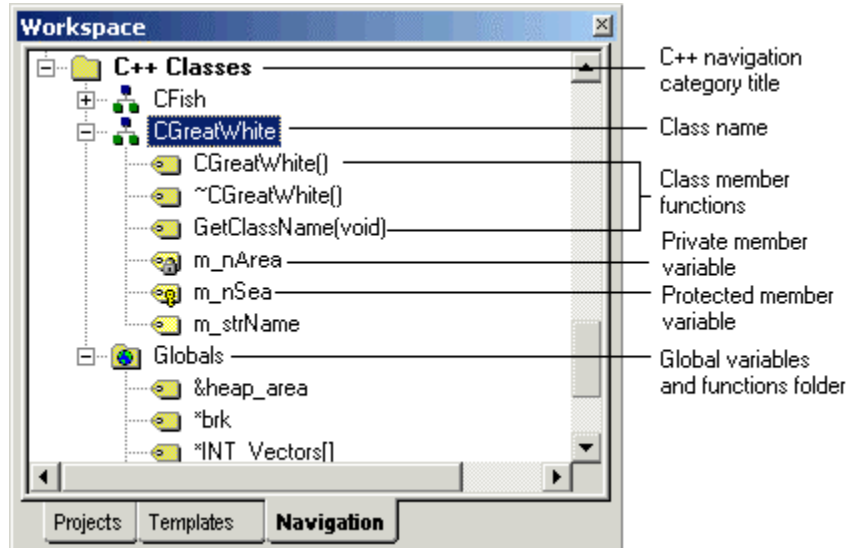 Workspace
C++ Classes
CFish
CGreatWhite
CGreatWhite()
~CGreatWhite()
GetClassName(void)
m_nArea
m_nSea
m_strName
Globals
&heap_area
*brk
*INT_Vectors[]
Projects
Templates
Navigation
C++ navigation
category title
Class name
Class member
functions
Private member
variable
Protected member
variable
Global variables
and functions folder